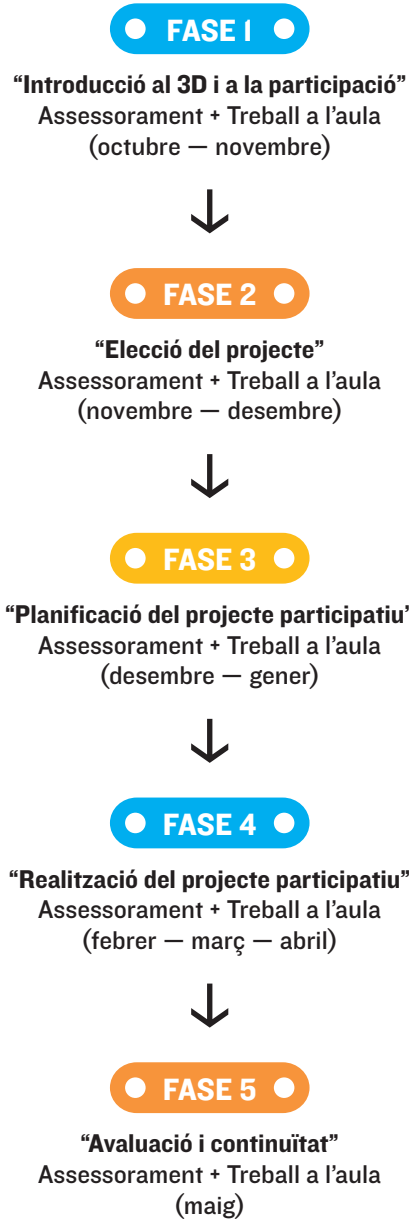 FASE 1
“Introducció al 3D i a la participació”
Assessorament + Treball a l’aula
(octubre — novembre)
FASE 2
“Elecció del projecte”
Assessorament + Treball a l’aula
(novembre — desembre)
FASE 3
“Planificació del projecte participatiu”
Assessorament + Treball a l’aula
(desembre — gener)
FASE 4
“Realització del projecte participatiu”
Assessorament + Treball a l’aula
(febrer — març — abril)
FASE 5
“Avaluació i continuïtat”
Assessorament + Treball a l’aula
(maig)